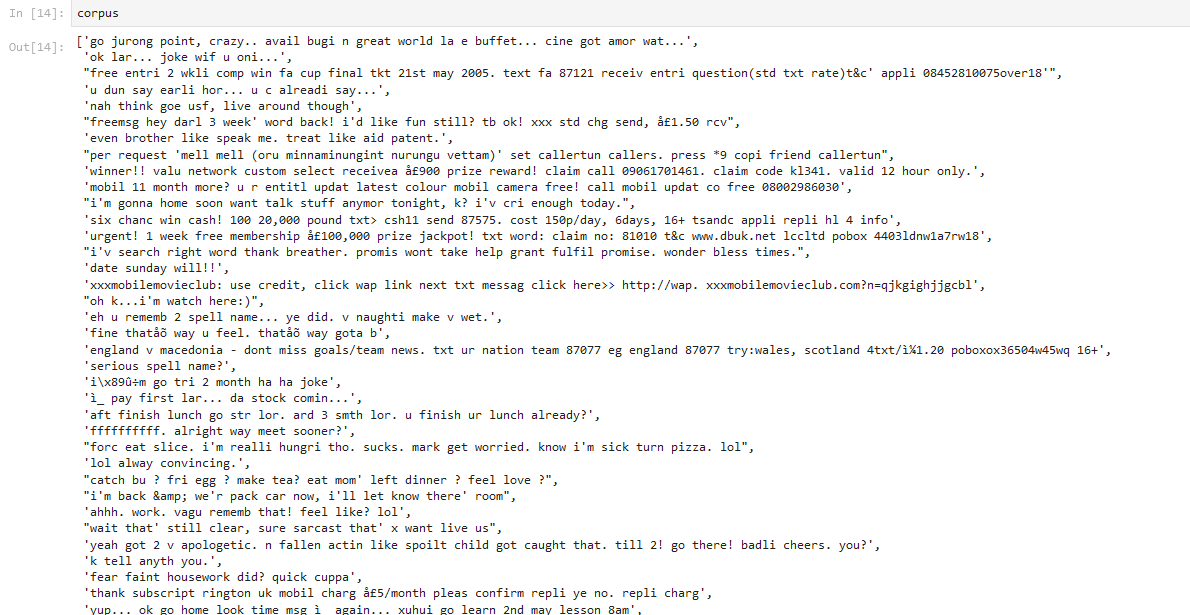 In [14]: corpus
Out[14]: ['go jurong point, crazy.. avail bugi n great world la e buffet... cine got amor wat...',
'ok lar... joke wif u oni...',
"free entri 2 wkli comp win fa cup final tkt 21st may 2005. text fa 87121 receiv entri question(std txt rate)t&c' appli 08452810075over18'",
'u dun say earli hor... u c alreadi say...',
'nah think goe usf, live around though',
"freemsg hey darl 3 week' word back! i'd like fun still? tb ok! xxx std chg send, å£1.50 rcv",
'even brother like speak me. treat like aid patent.',
"per request 'mell mell (oru minnaminungint nurungu vettam)' set callertun callers. press *9 copi friend callertun",
'winner!! valu network custom select receivea å£900 prize reward! claim call 09061701461. claim code kl341. valid 12 hour only.',
'mobil 11 month more? u r entitl updat latest colour mobil camera free! call mobil updat co free 08002986030',
"i'm gonna home soon want talk stuff anymor tonight, k? i'v cri enough today.",
'six chanc win cash! 100 20,000 pound txt> csh11 send 87575. cost 150p/day, 6days, 16+ tsandc appli repli hl 4 info',
'urgent! 1 week free membership å£100,000 prize jackpot! txt word: claim no: 81010 t&c www.dbuk.net lccltd pobox 4403ldnw1a7rw18',
"i'v search right word thank breather. promis wont take help grant fulfil promise. wonder bless times.",
'date sunday will!!',
'xxxmobilemovieclub: use credit, click wap link next txt messag click here>> http://wap. xxxmobilemovieclub.com?n=qjkgighjjgcbl',
"oh k...i'm watch here:)",
'eh u rememb 2 spell name... ye did. v naughti make v wet.',
'fine thatåõ way u feel. thatåõ way gota b',
'england v macedonia - dont miss goals/team news. txt ur nation team 87077 eg england 87077 try:wales, scotland 4txt/ì¼1.20 poboxox36504w45wq 16+',
'serious spell name?',
'i\x89û÷m go tri 2 month ha ha joke',
'ì_ pay first lar... da stock comin...',
'aft finish lunch go str lor. ard 3 smth lor. u finish ur lunch already?',
'ffffffffff. alright way meet sooner?',
"forc eat slice. i'm realli hungri tho. sucks. mark get worried. know i'm sick turn pizza. lol",
'lol alway convincing.',
"catch bu ? fri egg ? make tea? eat mom' left dinner ? feel love ?",
"i'm back &amp; we'r pack car now, i'll let know there' room",
'ahhh. work. vagu rememb that! feel like? lol',
"wait that' still clear, sure sarcast that' x want live us",
'yeah got 2 v apologetic. n fallen actin like spoilt child got caught that. till 2! go there! badli cheers. you?',
'k tell anyth you.',
'fear faint housework did? quick cuppa',
'thank subscript rington uk mobil charg å£5/month pleas confirm repli ye no. repli charg',
'yup... ok go home look time msg ì_ again... xuhui go learn 2nd may lesson 8am',